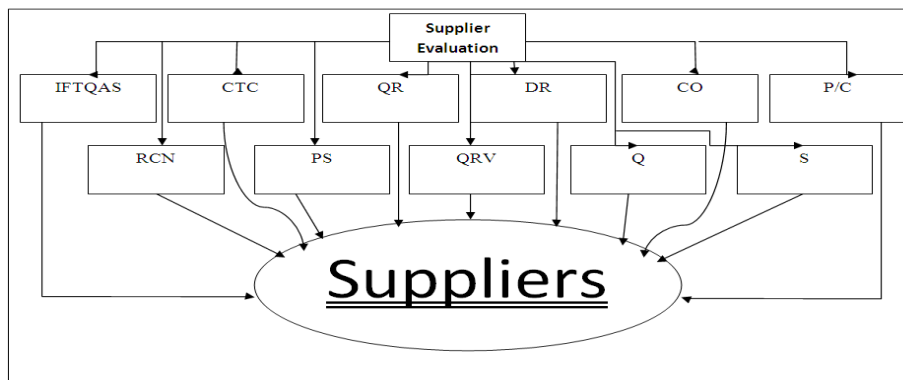 Supplier
Evaluation
IFTQAS
CTC
QR
DR
CO
P/C
RCN
PS
QRV
Q
S
Suppliers